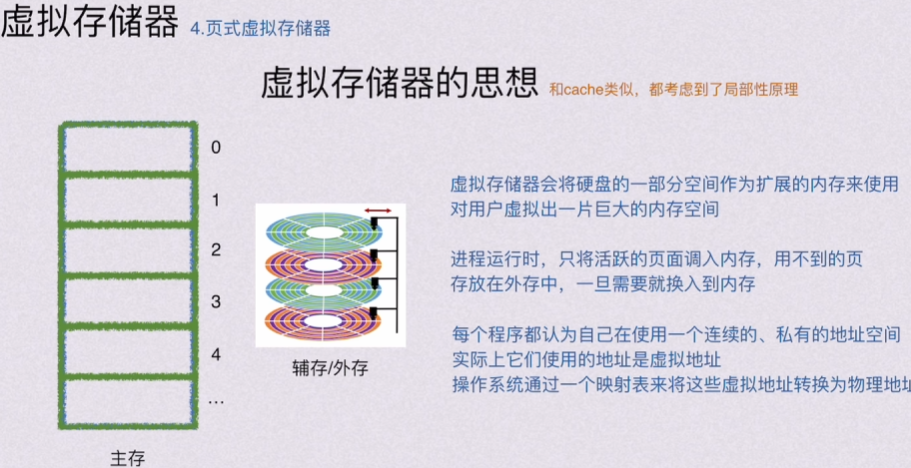 虚拟存储器 4.页式虚拟存储器
虚拟存储器的思想 和cache类似，都考虑到了局部性原理
0
1
2
3
4
...
主存
辅存/外存
虚拟存储器会将硬盘的一部分空间作为扩展的内存来使用
对用户虚拟出一片巨大的内存空间
进程运行时，只将活跃的页面调入内存，用不到的页
存放在外存中，一旦需要就换入到内存
每个程序都认为自己在使用一个连续的、私有的地址空间
实际上它们使用的地址是虚拟地址
操作系统通过一个映射表来将这些虚拟地址转换为物理地址